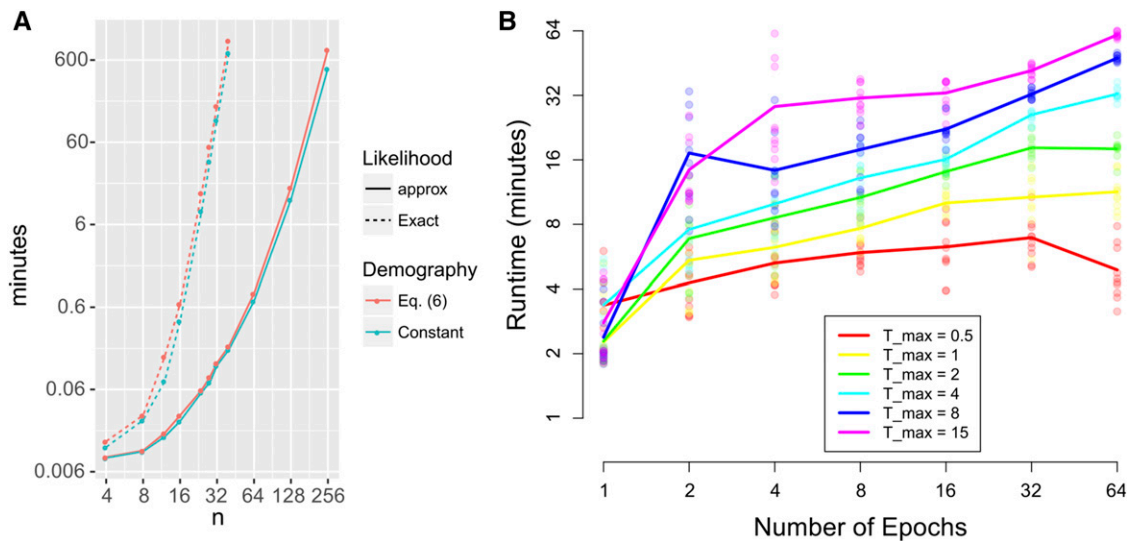 A
minutes
600
60
6
0.6
0.06
0.006
4 8 16 32 64 128 256
n
Likelihood
approx
Exact
Demography
Eq. (6)
Constant
B
Runtime (minutes)
64
32
16
8
4
2
1
T_max = 0.5
T_max = 1
T_max = 2
T_max = 4
T_max = 8
T_max = 15
1 2 4 8 16 32 64
Number of Epochs